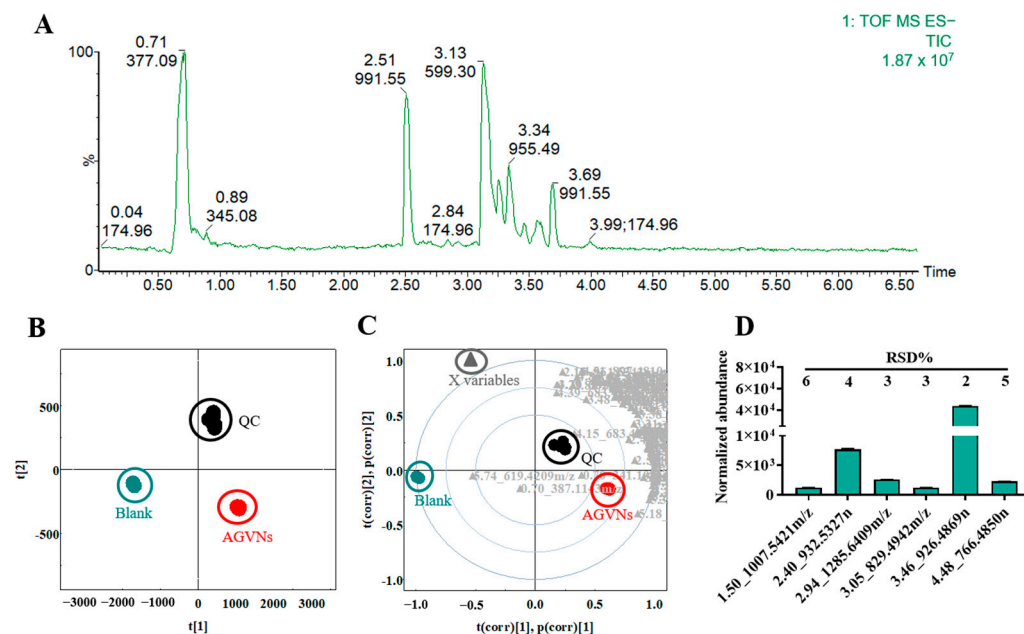 A
1: TOF MS ES−
TIC
1.87 x 10⁷
100
%
0
0.71
377.09
2.51
991.55
3.13
599.30
3.34
955.49
3.69
991.55
0.04
174.96
0.89
345.08
2.84
174.96
3.99;174.96
0.50 1.00 1.50 2.00 2.50 3.00 3.50 4.00 4.50 5.00 5.50 6.00 6.50 Time
B
t[2]
500
0
−500
QC
Blank
AGVNs
−3000 −2000 −1000 0 1000 2000 3000
t[1]
C
t(corr)[2], p(corr)[2]
1.0
0.5
0.0
−0.5
−1.0
X variables
QC
Blank
AGVNs
5.74_619.4209m/z
0.70_387.1143m/z
−1.0 −0.5 0.0 0.5 1.0
t(corr)[1], p(corr)[1]
D
RSD%
6 4 3 3 2 5
Normalized abundance
8×10⁴
6×10⁴
4×10⁴
2×10⁴
1×10⁴
5×10³
0
1.50_1007.5421m/z
2.40_932.5327n
2.94_1285.6409m/z
3.05_829.4942m/z
3.46_926.4869n
4.48_766.4850n